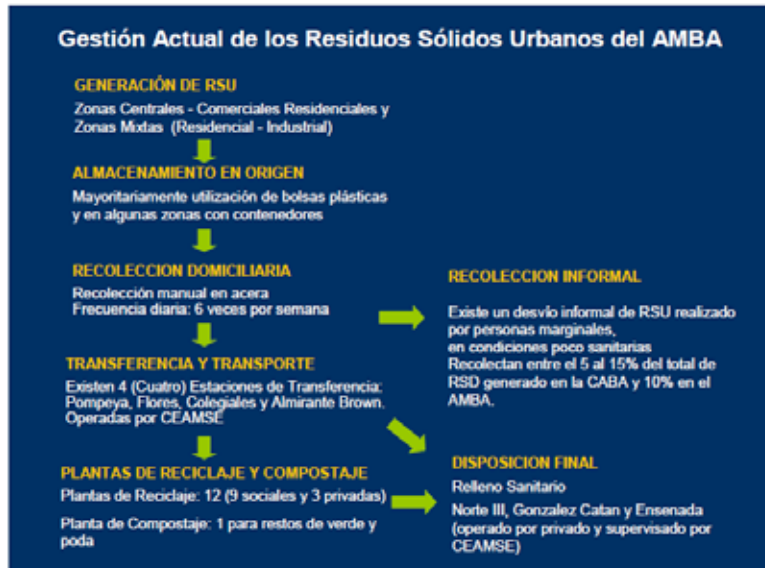 Gestión Actual de los Residuos Sólidos Urbanos del AMBA
GENERACIÓN DE RSU
Zonas Centrales - Comerciales Residenciales y
Zonas Mixtas (Residencial - Industrial)
ALMACENAMIENTO EN ORIGEN
Mayoritariamente utilización de bolsas plásticas
y en algunas zonas con contenedores
RECOLECCION DOMICILIARIA
Recolección manual en acera
Frecuencia diaria: 6 veces por semana
RECOLECCION INFORMAL
Existe un desvío informal de RSU realizado
por personas marginales,
en condiciones poco sanitarias
Recolectan entre el 5 al 15% del total de
RSD generado en la CABA y 10% en el
AMBA.
TRANSFERENCIA Y TRANSPORTE
Existen 4 (Cuatro) Estaciones de Transferencia:
Pompeya, Flores, Colegiales y Almirante Brown.
Operadas por CEAMSE
PLANTAS DE RECICLAJE Y COMPOSTAJE
Plantas de Reciclaje: 12 (9 sociales y 3 privadas)
Planta de Compostaje: 1 para restos de verde y
poda
DISPOSICION FINAL
Relleno Sanitario
Norte III, Gonzalez Catan y Ensenada
(operado por privado y supervisado por
CEAMSE)